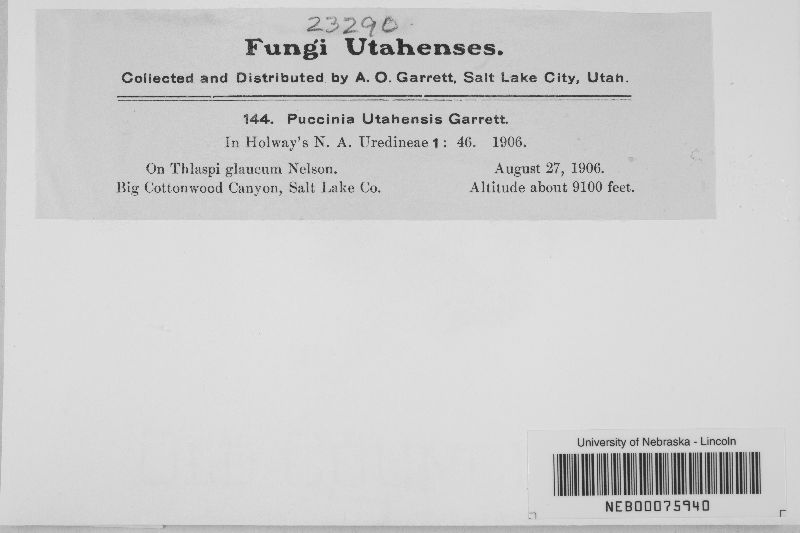 23290
Fungi Utahenses.
Collected and Distributed by A. O. Garrett, Salt Lake City, Utah.
144. Puccinia Utahensis Garrett.
In Holway's N. A. Uredineae 1: 46. 1906.
On Thlaspi glaucum Nelson. August 27, 1906.
Big Cottonwood Canyon, Salt Lake Co. Altitude about 9100 feet.
University of Nebraska - Lincoln
NEB00075940